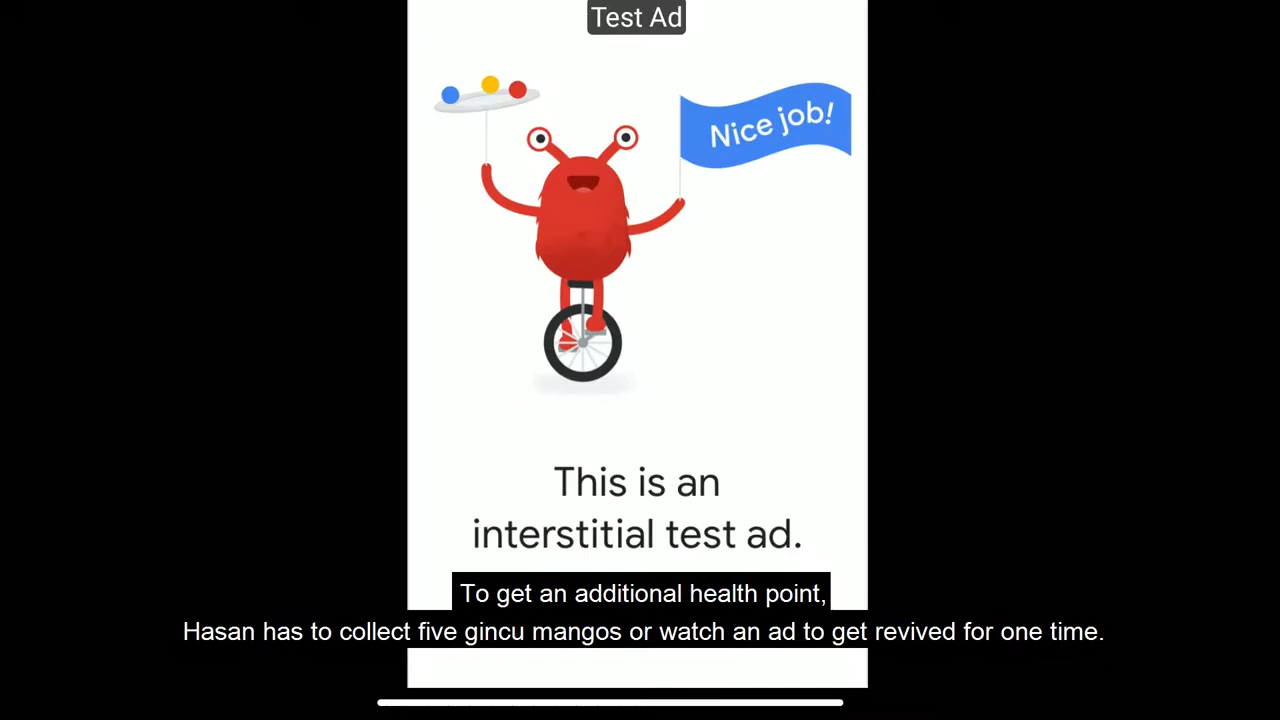 Test Ad
Nice job!
This is an
interstitial test ad.
To get an additional health point,
Hasan has to collect five gincu mangos or watch an ad to get revived for one time.